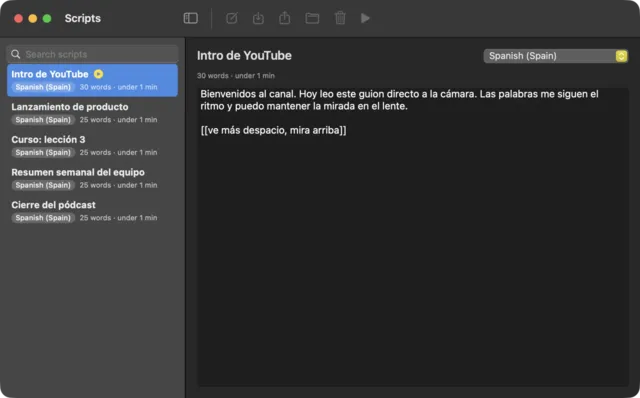 Scripts
Search scripts
Intro de YouTube
Spanish (Spain) 30 words · under 1 min
Lanzamiento de producto
Spanish (Spain) 25 words · under 1 min
Curso: lección 3
Spanish (Spain) 25 words · under 1 min
Resumen semanal del equipo
Spanish (Spain) 25 words · under 1 min
Cierre del pódcast
Spanish (Spain) 25 words · under 1 min
Intro de YouTube
Spanish (Spain)
30 words · under 1 min
Bienvenidos al canal. Hoy leo este guion directo a la cámara. Las palabras me siguen el
ritmo y puedo mantener la mirada en el lente.
[[ve más despacio, mira arriba]]